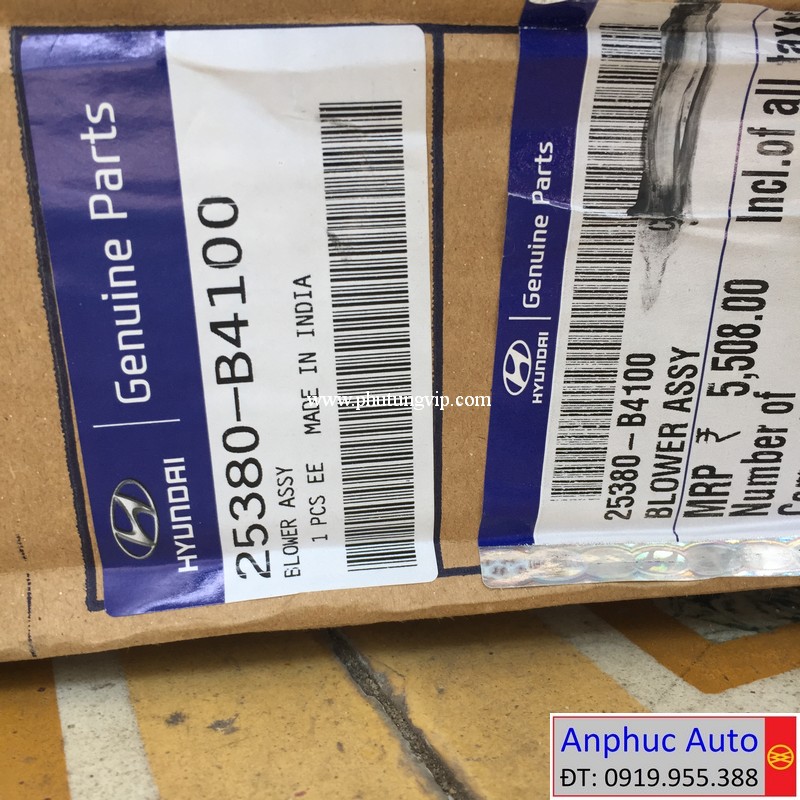 HYUNDAI | Genuine Parts
25380-B4100
BLOWER ASSY
1 PCS EE MADE IN INDIA
HYUNDAI | Genuine Parts
25380-B4100
BLOWER ASSY
MRP ₹ 5,508.00 Incl.of all taxes
Number of
www.phutungvip.com
Anphuc Auto
ĐT: 0919.955.388